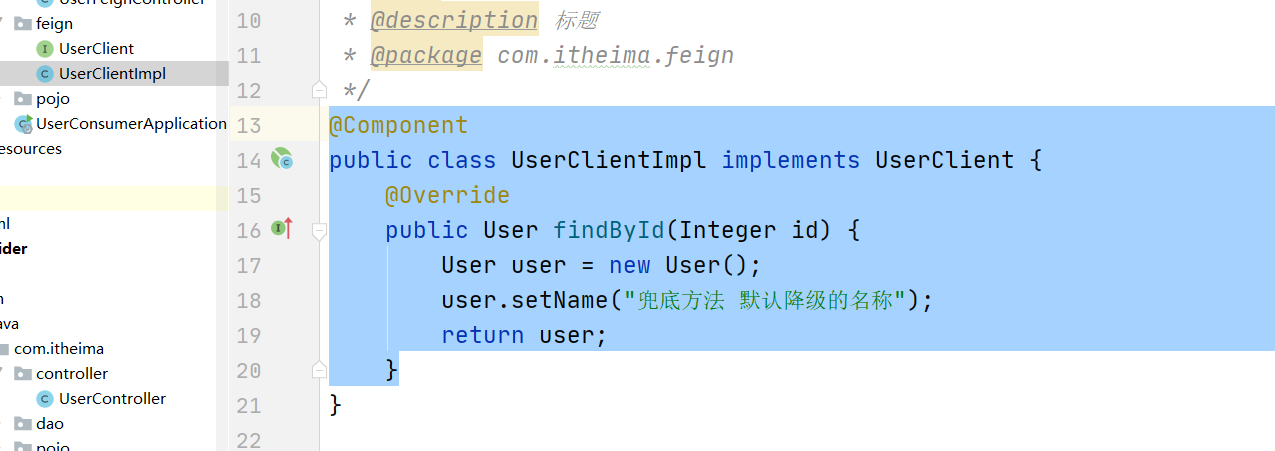 feign
UserClient
UserClientImpl
pojo
UserConsumerApplication
esources
ml
ider
n
ava
com.itheima
controller
UserController
dao
10 * @description 标题
11 * @package com.itheima.feign
12 */
13 @Component
14 public class UserClientImpl implements UserClient {
15 @Override
16 public User findById(Integer id) {
17 User user = new User();
18 user.setName("兜底方法 默认降级的名称");
19 return user;
20 }
21 }
22